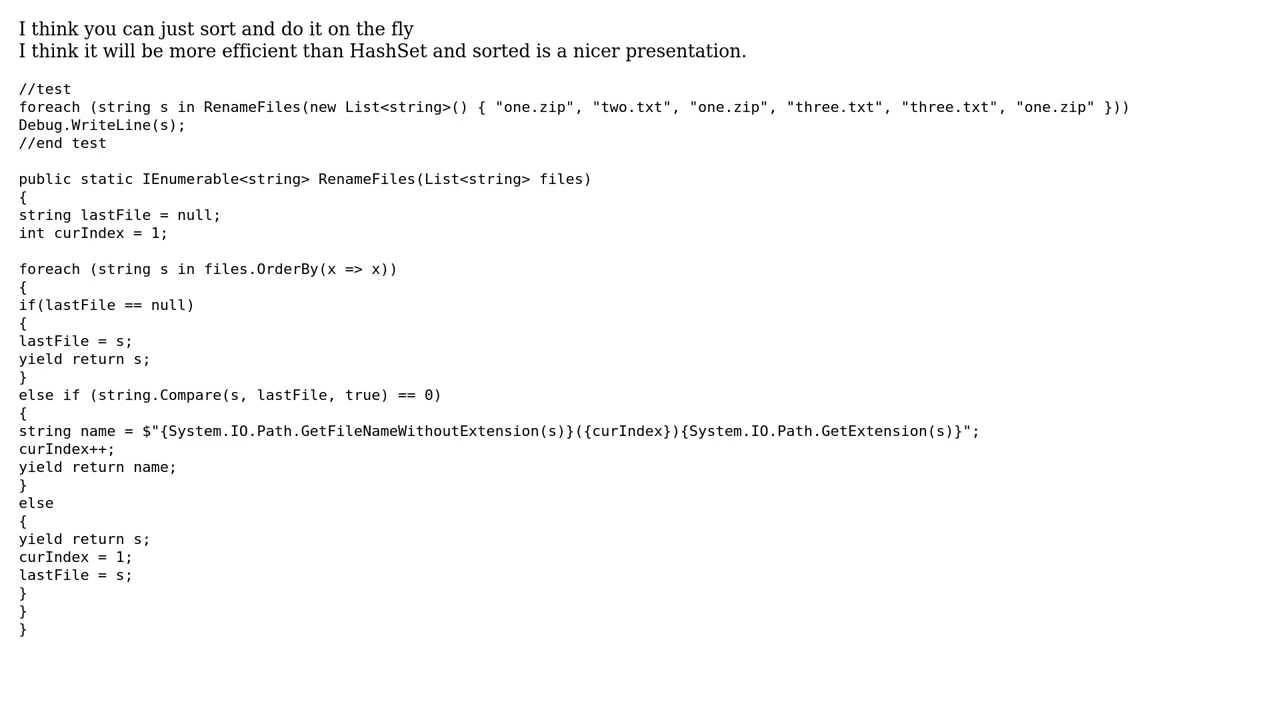 I think you can just sort and do it on the fly
I think it will be more efficient than HashSet and sorted is a nicer presentation.
//test
foreach (string s in RenameFiles(new List<string>() { "one.zip", "two.txt", "one.zip", "three.txt", "three.txt", "one.zip" }))
Debug.WriteLine(s);
//end test
public static IEnumerable<string> RenameFiles(List<string> files)
{
string lastFile = null;
int curIndex = 1;
foreach (string s in files.OrderBy(x => x))
{
if(lastFile == null)
{
lastFile = s;
yield return s;
}
else if (string.Compare(s, lastFile, true) == 0)
{
string name = $"{System.IO.Path.GetFileNameWithoutExtension(s)}({curIndex}){System.IO.Path.GetExtension(s)}";
curIndex++;
yield return name;
}
else
{
yield return s;
curIndex = 1;
lastFile = s;
}
}
}